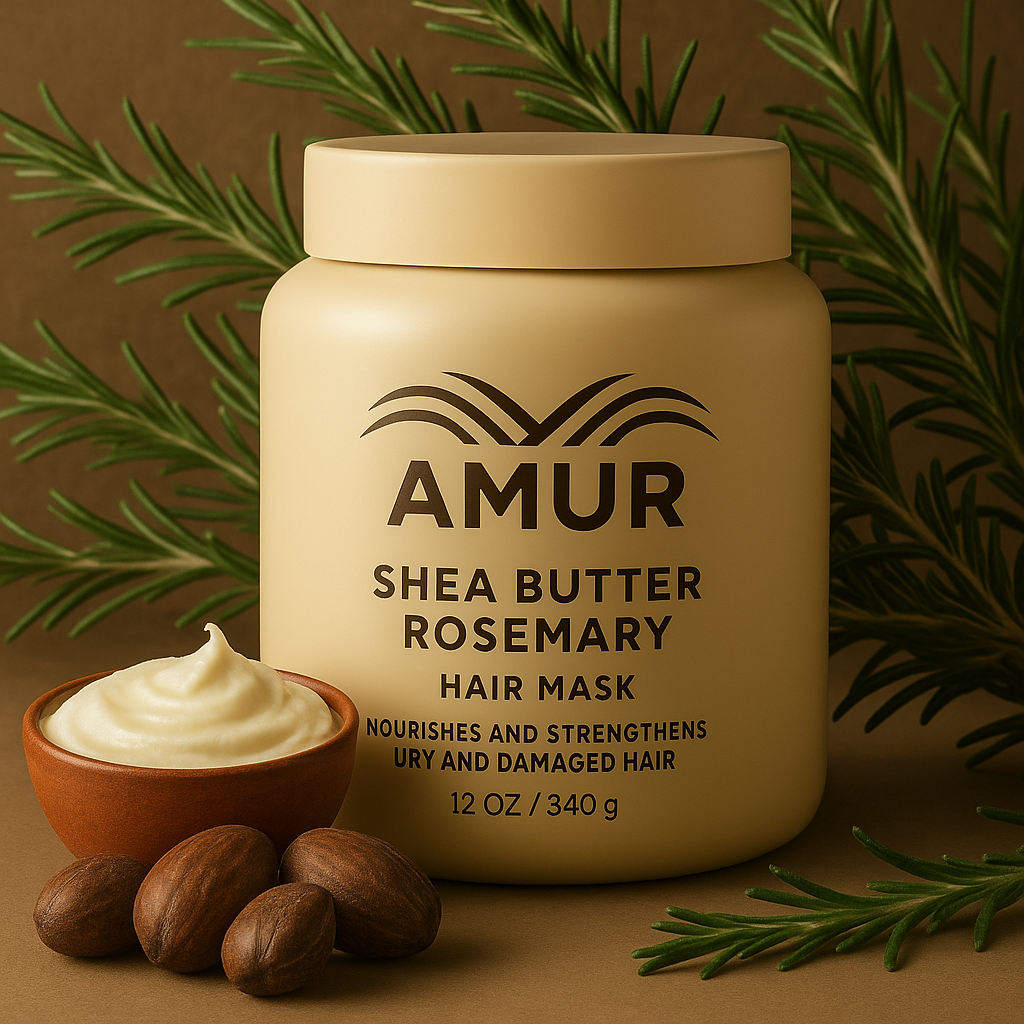 AMUR
SHEA BUTTER
ROSEMARY
HAIR MASK
NOURISHES AND STRENGTHENS
URY AND DAMAGED HAIR
12 OZ / 340 g